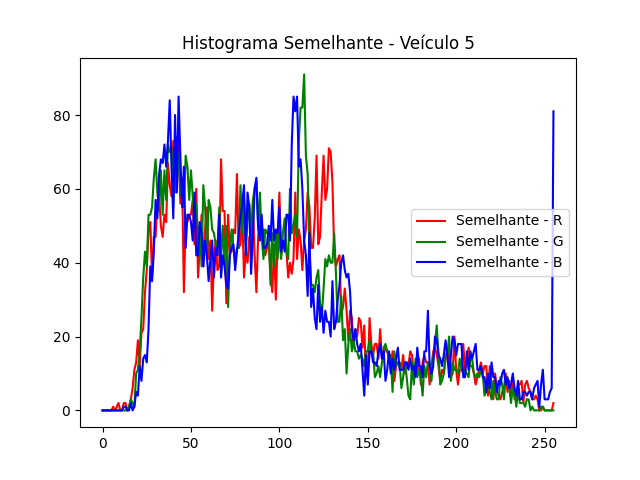 Histograma Semelhante - Veículo 5
80
60
40
20
0
Semelhante - R
Semelhante - G
Semelhante - B
0 50 100 150 200 250